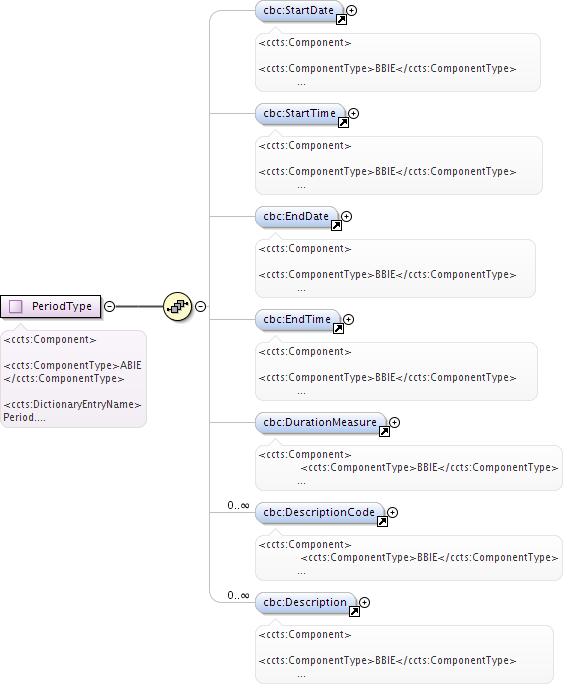 cbc:StartDate
<ccts:Component>
<ccts:ComponentType>BBIE</ccts:ComponentType>
...
cbc:StartTime
<ccts:Component>
<ccts:ComponentType>BBIE</ccts:ComponentType>
...
cbc:EndDate
<ccts:Component>
<ccts:ComponentType>BBIE</ccts:ComponentType>
...
PeriodType
<ccts:Component>
<ccts:ComponentType>ABIE
</ccts:ComponentType>
<ccts:DictionaryEntryName>
Period....
cbc:EndTime
<ccts:Component>
<ccts:ComponentType>BBIE</ccts:ComponentType>
...
cbc:DurationMeasure
<ccts:Component>
<ccts:ComponentType>BBIE</ccts:ComponentType>
...
0..∞
cbc:DescriptionCode
<ccts:Component>
<ccts:ComponentType>BBIE</ccts:ComponentType>
...
0..∞
cbc:Description
<ccts:Component>
<ccts:ComponentType>BBIE</ccts:ComponentType>
...